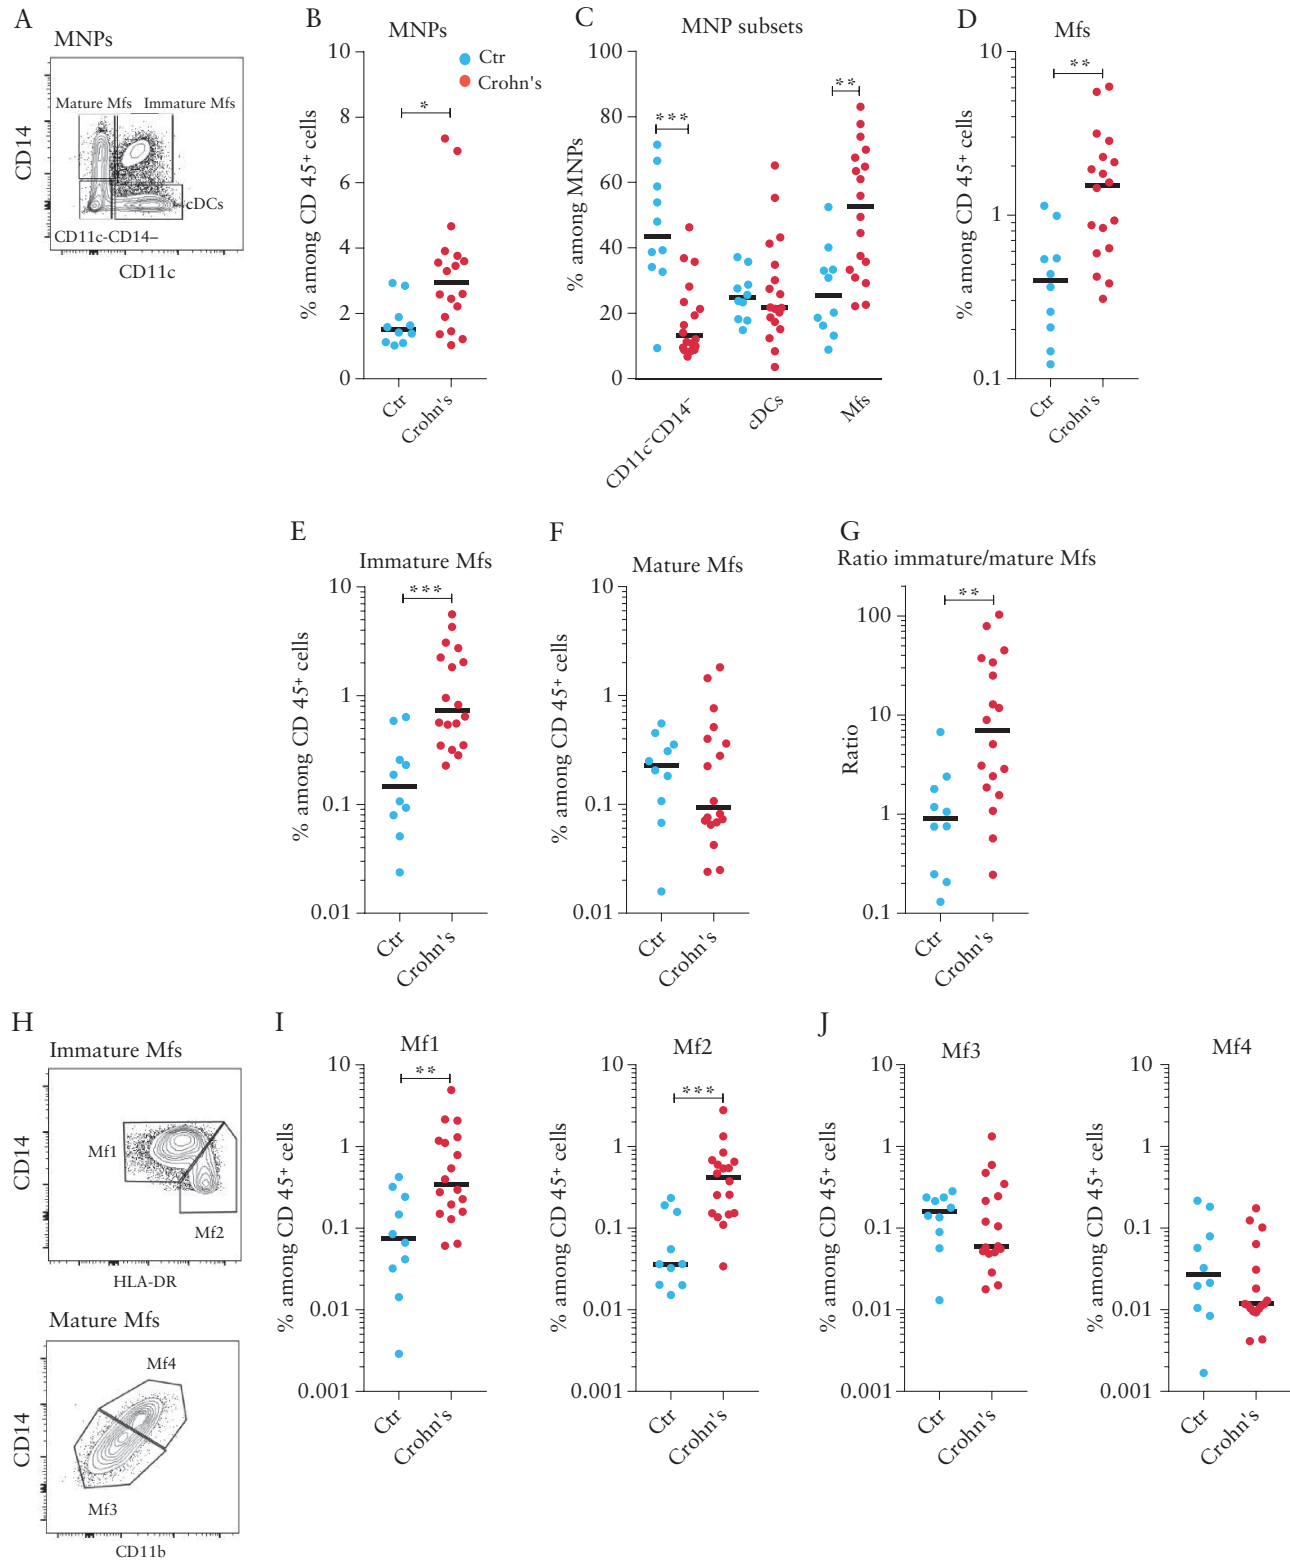 A
MNPs
Mature Mfs
Immature Mfs
cDCs
CD11c-CD14–
CD14
CD11c
B
MNPs
Ctr
Crohn's
*
% among CD 45+ cells
10
8
6
4
2
0
Ctr
Crohn's
C
MNP subsets
***
**
% among MNPs
100
80
60
40
20
0
CD11c-CD14-
cDCs
Mfs
D
Mfs
**
% among CD 45+ cells
10
1
0.1
Ctr
Crohn's
E
Immature Mfs
***
% among CD 45+ cells
10
1
0.1
0.01
Ctr
Crohn's
F
Mature Mfs
% among CD 45+ cells
10
1
0.1
0.01
Ctr
Crohn's
G
Ratio immature/mature Mfs
**
Ratio
100
10
1
0.1
Ctr
Crohn's
H
Immature Mfs
Mf1
Mf2
CD14
HLA-DR
Mature Mfs
Mf4
Mf3
CD14
CD11b
I
Mf1
**
% among CD 45+ cells
10
1
0.1
0.01
0.001
Ctr
Crohn's
Mf2
***
% among CD 45+ cells
10
1
0.1
0.01
0.001
Ctr
Crohn's
J
Mf3
% among CD 45+ cells
10
1
0.1
0.01
0.001
Ctr
Crohn's
Mf4
% among CD 45+ cells
10
1
0.1
0.01
0.001
Ctr
Crohn's